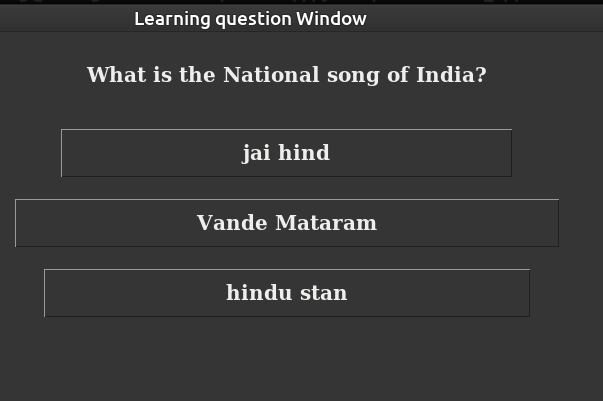 Learning question Window
What is the National song of India?
jai hind
Vande Mataram
hindu stan